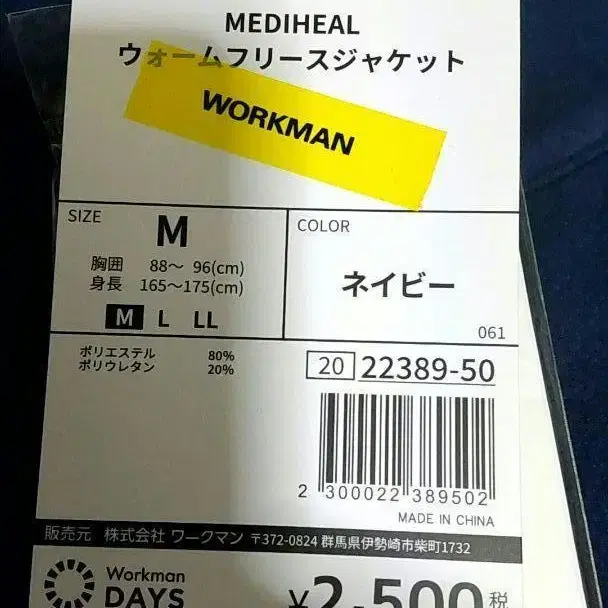 MEDIHEAL
ウォームフリースジャケット
WORKMAN
SIZE
M
胸囲 88～ 96(cm)
身長 165～175(cm)
M L LL
COLOR
ネイビー
061
ポリエステル 80%
ポリウレタン 20%
20 22389-50
2 300022 389502
MADE IN CHINA
販売元 株式会社 ワークマン 〒372-0824 群馬県伊勢崎市柴町1732
Workman
DAYS
¥2,500 税